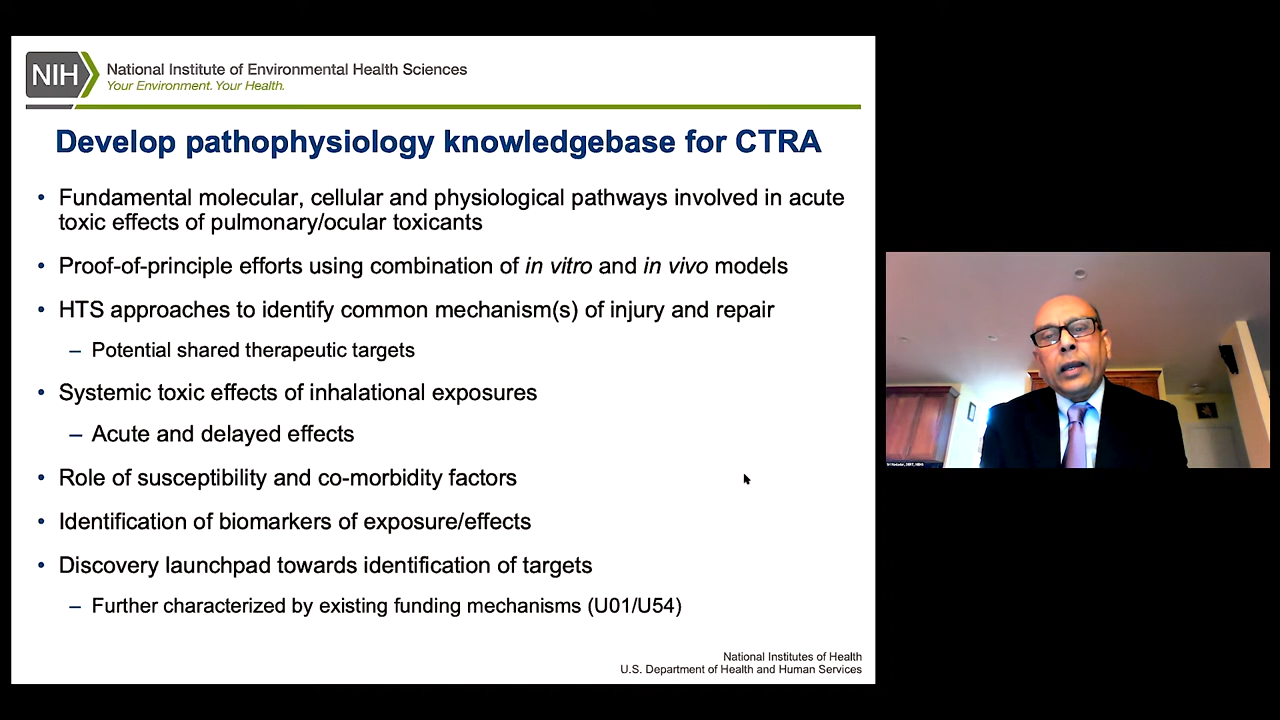 NIH
National Institute of Environmental Health Sciences
Your Environment. Your Health.
Develop pathophysiology knowledgebase for CTRA
• Fundamental molecular, cellular and physiological pathways involved in acute
toxic effects of pulmonary/ocular toxicants
• Proof-of-principle efforts using combination of in vitro and in vivo models
• HTS approaches to identify common mechanism(s) of injury and repair
– Potential shared therapeutic targets
• Systemic toxic effects of inhalational exposures
– Acute and delayed effects
• Role of susceptibility and co-morbidity factors
• Identification of biomarkers of exposure/effects
• Discovery launchpad towards identification of targets
– Further characterized by existing funding mechanisms (U01/U54)
National Institutes of Health
U.S. Department of Health and Human Services